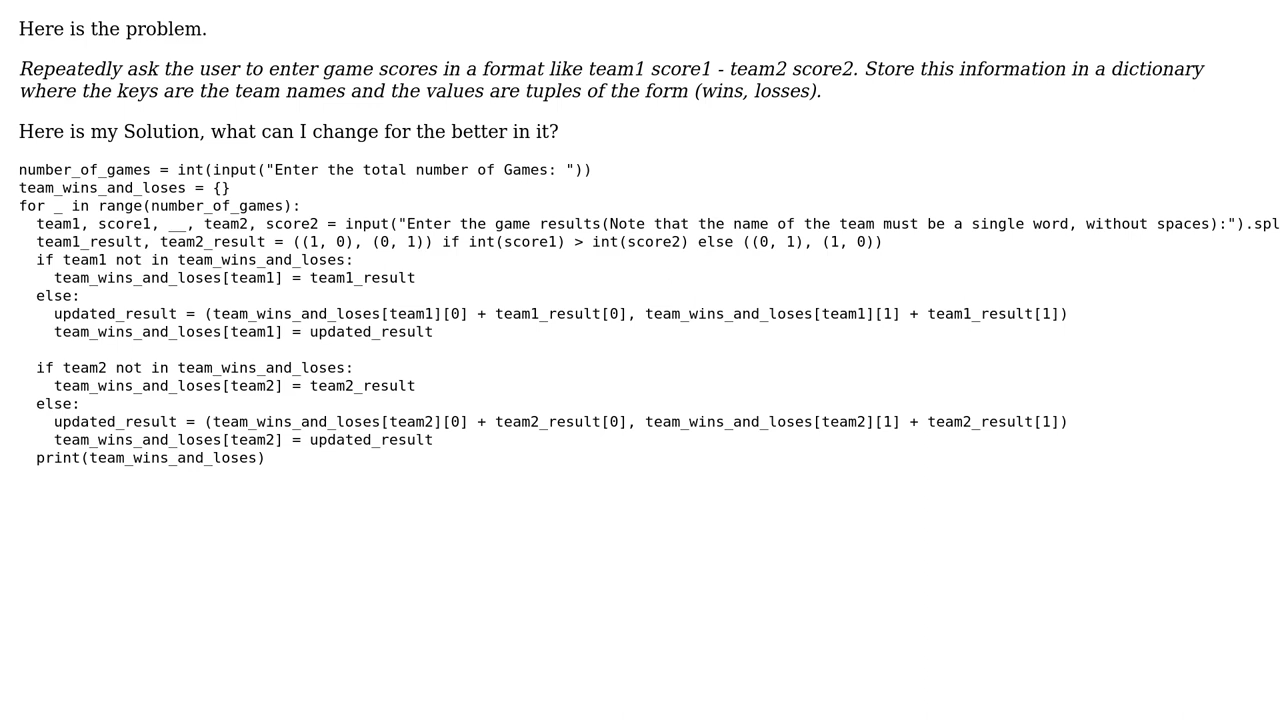 Here is the problem.
Repeatedly ask the user to enter game scores in a format like team1 score1 - team2 score2. Store this information in a dictionary
where the keys are the team names and the values are tuples of the form (wins, losses).
Here is my Solution, what can I change for the better in it?
number_of_games = int(input("Enter the total number of Games: "))
team_wins_and_loses = {}
for _ in range(number_of_games):
  team1, score1, __, team2, score2 = input("Enter the game results(Note that the name of the team must be a single word, without spaces):").spl
  team1_result, team2_result = ((1, 0), (0, 1)) if int(score1) > int(score2) else ((0, 1), (1, 0))
  if team1 not in team_wins_and_loses:
    team_wins_and_loses[team1] = team1_result
  else:
    updated_result = (team_wins_and_loses[team1][0] + team1_result[0], team_wins_and_loses[team1][1] + team1_result[1])
    team_wins_and_loses[team1] = updated_result
  if team2 not in team_wins_and_loses:
    team_wins_and_loses[team2] = team2_result
  else:
    updated_result = (team_wins_and_loses[team2][0] + team2_result[0], team_wins_and_loses[team2][1] + team2_result[1])
    team_wins_and_loses[team2] = updated_result
  print(team_wins_and_loses)